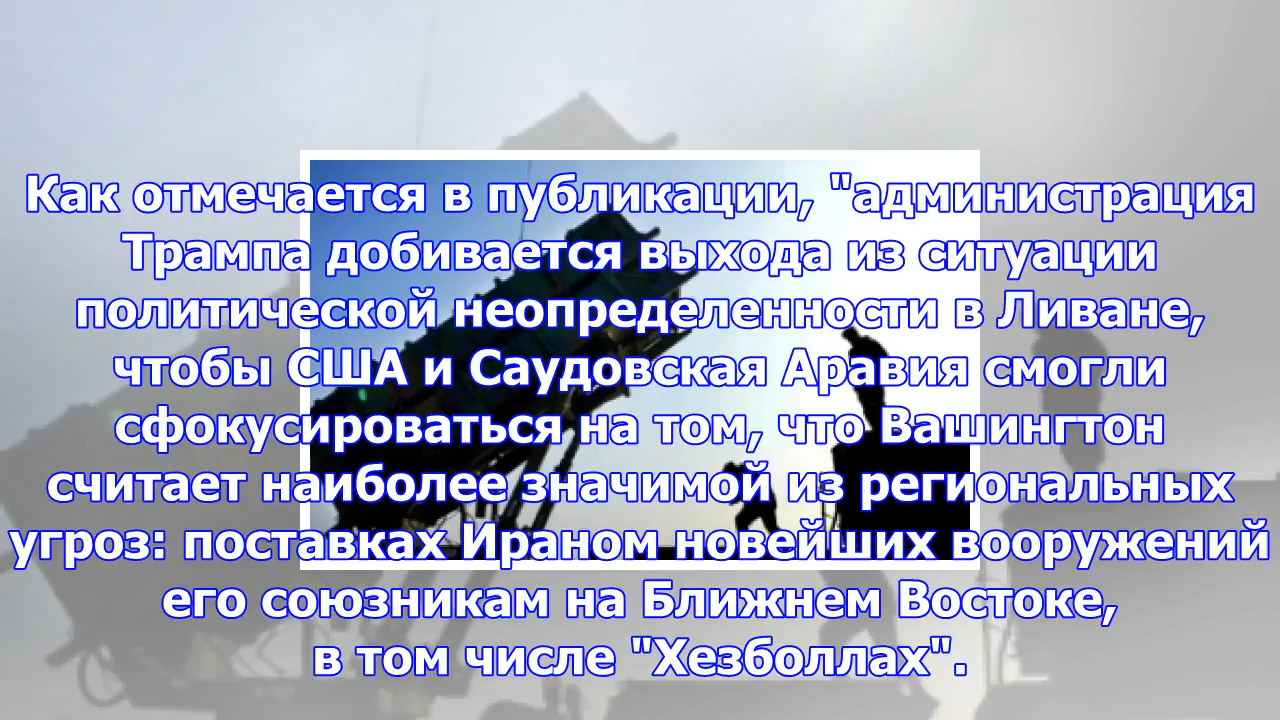 Как отмечается в публикации, "администрация
Трампа добивается выхода из ситуации
политической неопределенности в Ливане,
чтобы США и Саудовская Аравия смогли
сфокусироваться на том, что Вашингтон
считает наиболее значимой из региональных
угроз: поставках Ираном новейших вооружений
его союзникам на Ближнем Востоке,
в том числе "Хезболлах".